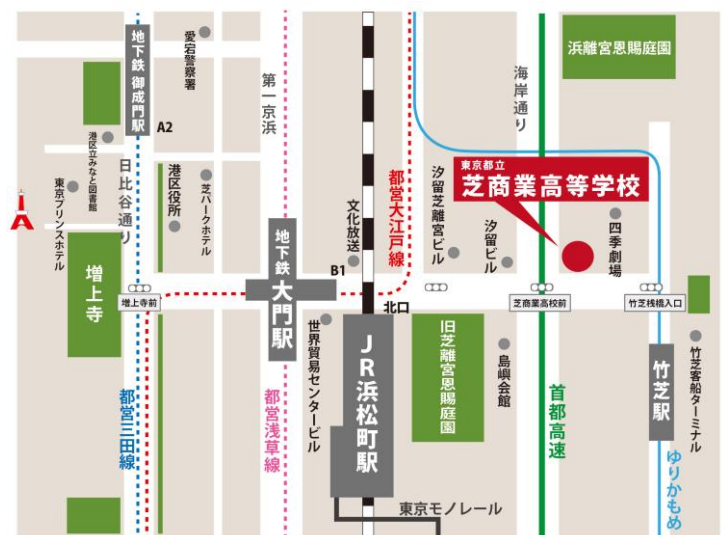 地下鉄 御成門駅
愛宕警察署
第一京浜
海岸通り
浜離宮恩賜庭園
A2
港区立みなと図書館
日比谷通り
港区役所
芝パークホテル
東京プリンスホテル
文化放送
都営大江戸線
汐留芝離宮ビル
汐留ビル
東京都立
芝商業高等学校
四季劇場
増上寺
地下鉄 大門駅
B1
増上寺前
北口
芝商業高校前
竹芝桟橋入口
世界貿易センタービル
JR浜松町駅
旧芝離宮恩賜庭園
島嶼会館
竹芝駅
竹芝客船ターミナル
都営三田線
都営浅草線
首都高速
ゆりかもめ
東京モノレール